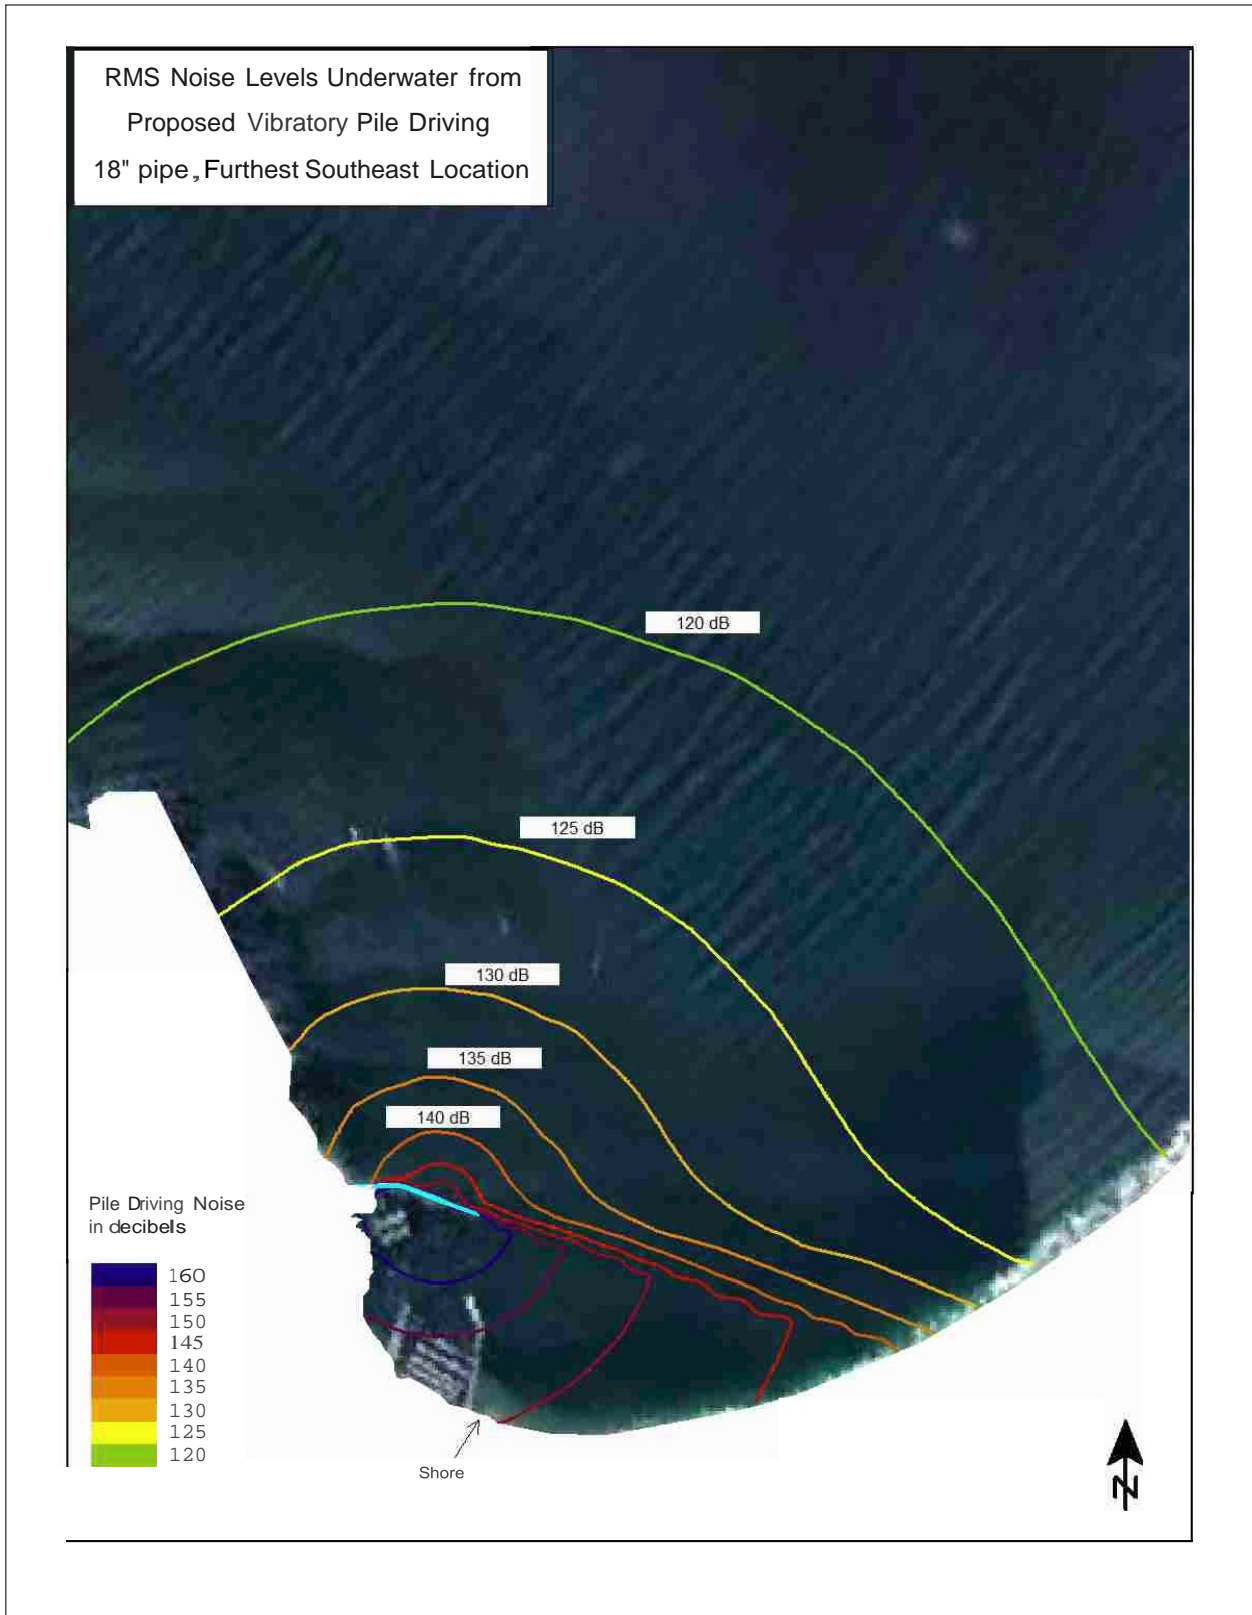 RMS Noise Levels Underwater from
Proposed Vibratory Pile Driving
18" pipe, Furthest Southeast Location
120 dB
125 dB
130 dB
135 dB
140 dB
Pile Driving Noise
in decibels
160
155
150
145
140
135
130
125
120
Shore
N